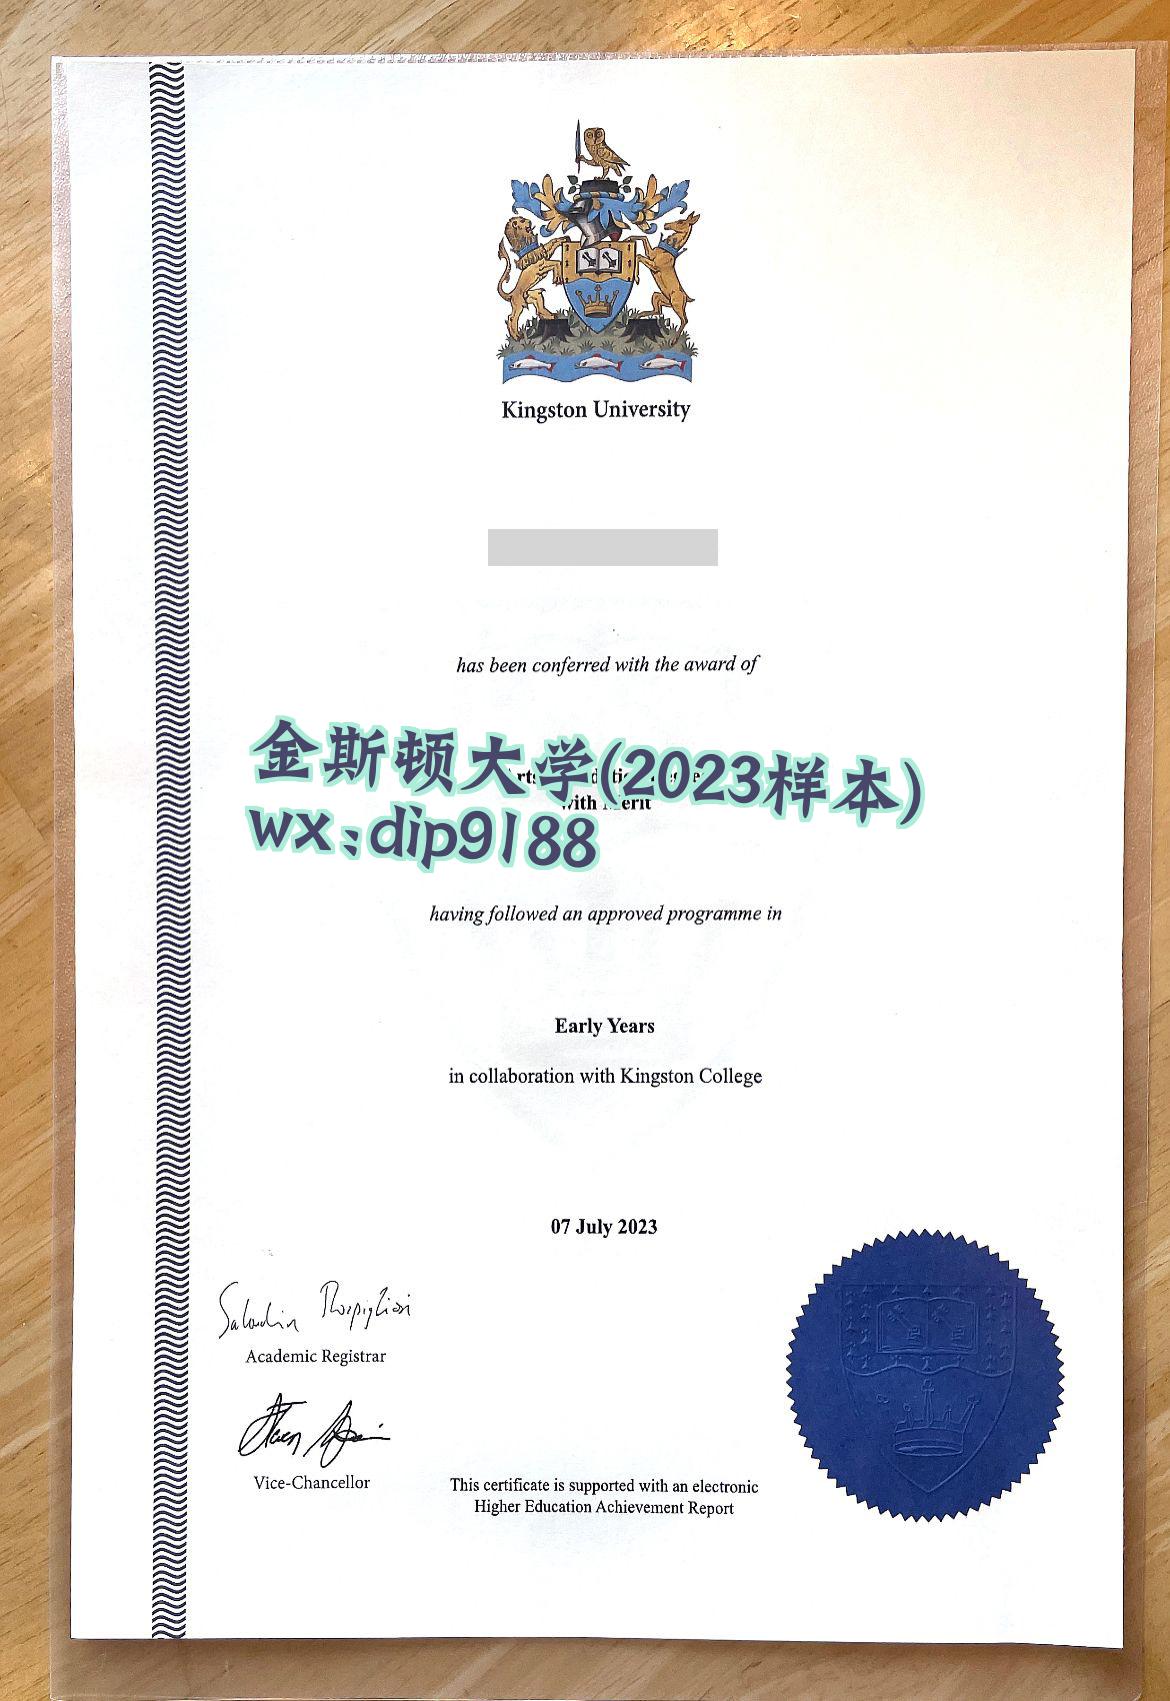 Kingston University
has been conferred with the award of
金斯顿大学(2023样本)
with Merit
wx:dip9188
having followed an approved programme in
Early Years
in collaboration with Kingston College
07 July 2023
Academic Registrar
Vice-Chancellor
This certificate is supported with an electronic
Higher Education Achievement Report